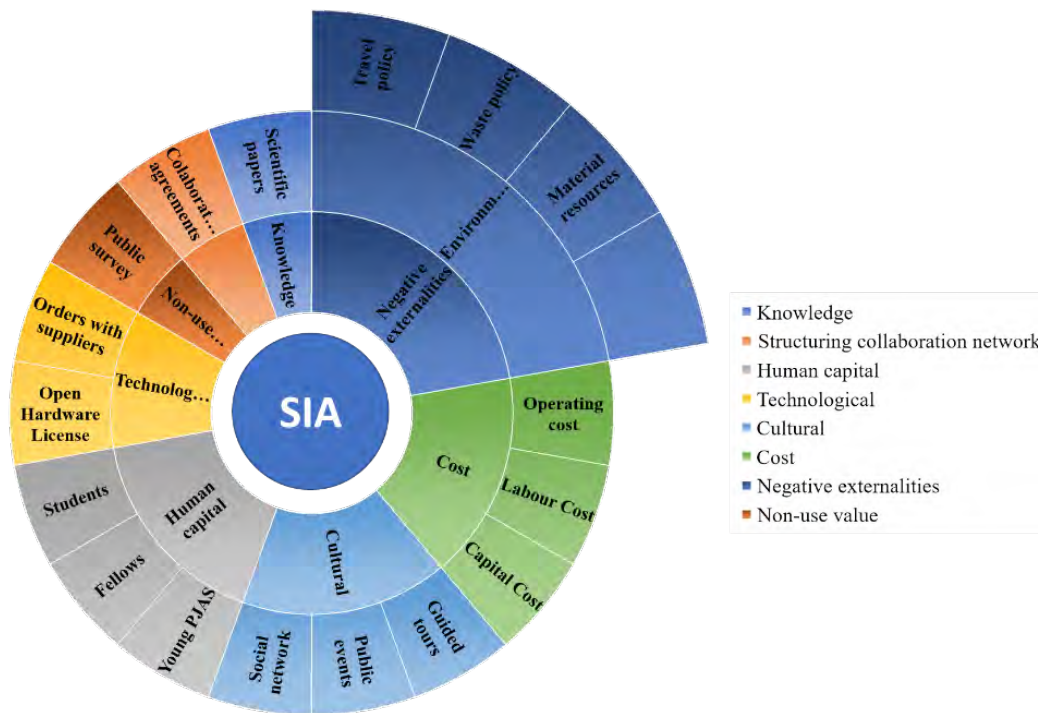 Travel
policy
Waste policy
Material
resources
Environm...
Negative
externalities
Scientific
papers
Knowledge
Colaborat...
agreements
Public
survey
Non-use...
Orders with
suppliers
Technolog...
Open
Hardware
License
SIA
Operating
cost
Cost
Labour Cost
Capital Cost
Students
Human
capital
Fellows
Young PJAS
Cultural
Social
network
Public
events
Guided
tours
Knowledge
Structuring collaboration network
Human capital
Technological
Cultural
Cost
Negative externalities
Non-use value